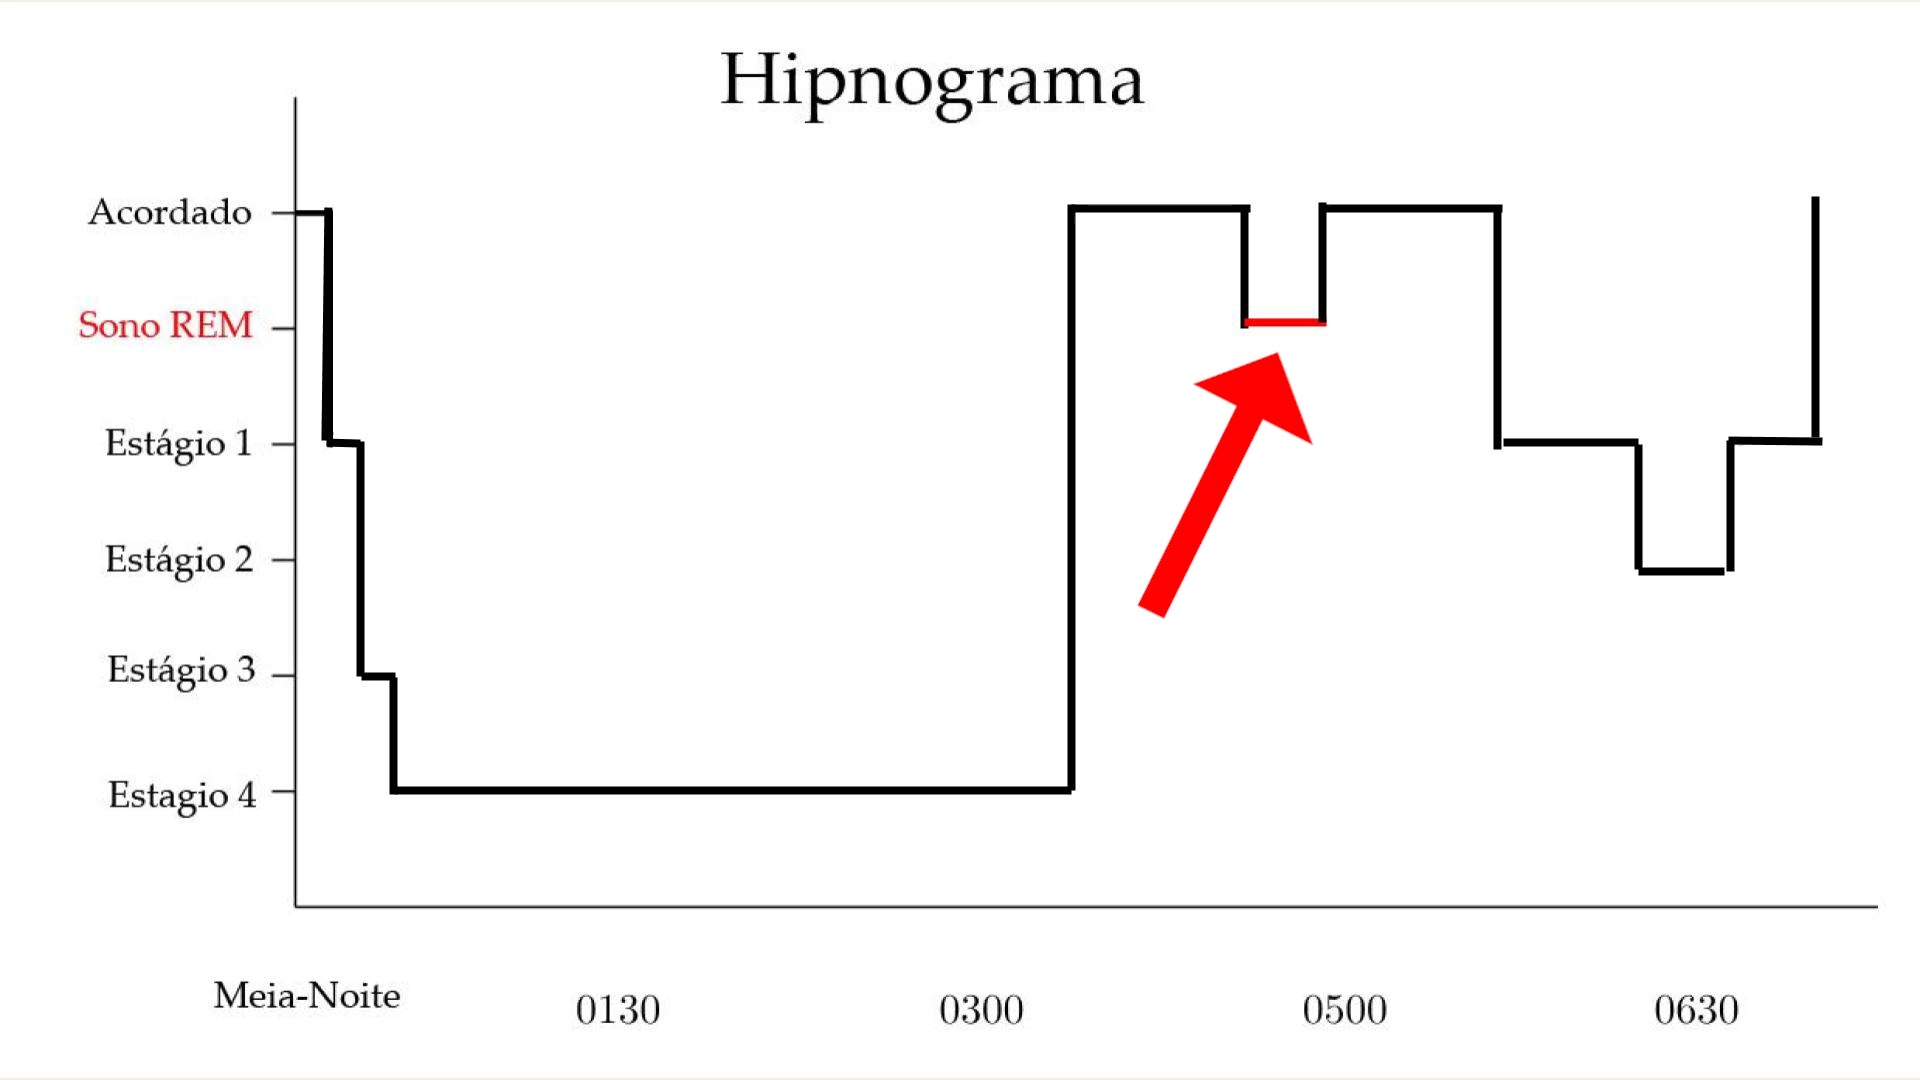 Hipnograma
Acordado
Sono REM
Estágio 1
Estágio 2
Estágio 3
Estagio 4
Meia-Noite
0130
0300
0500
0630